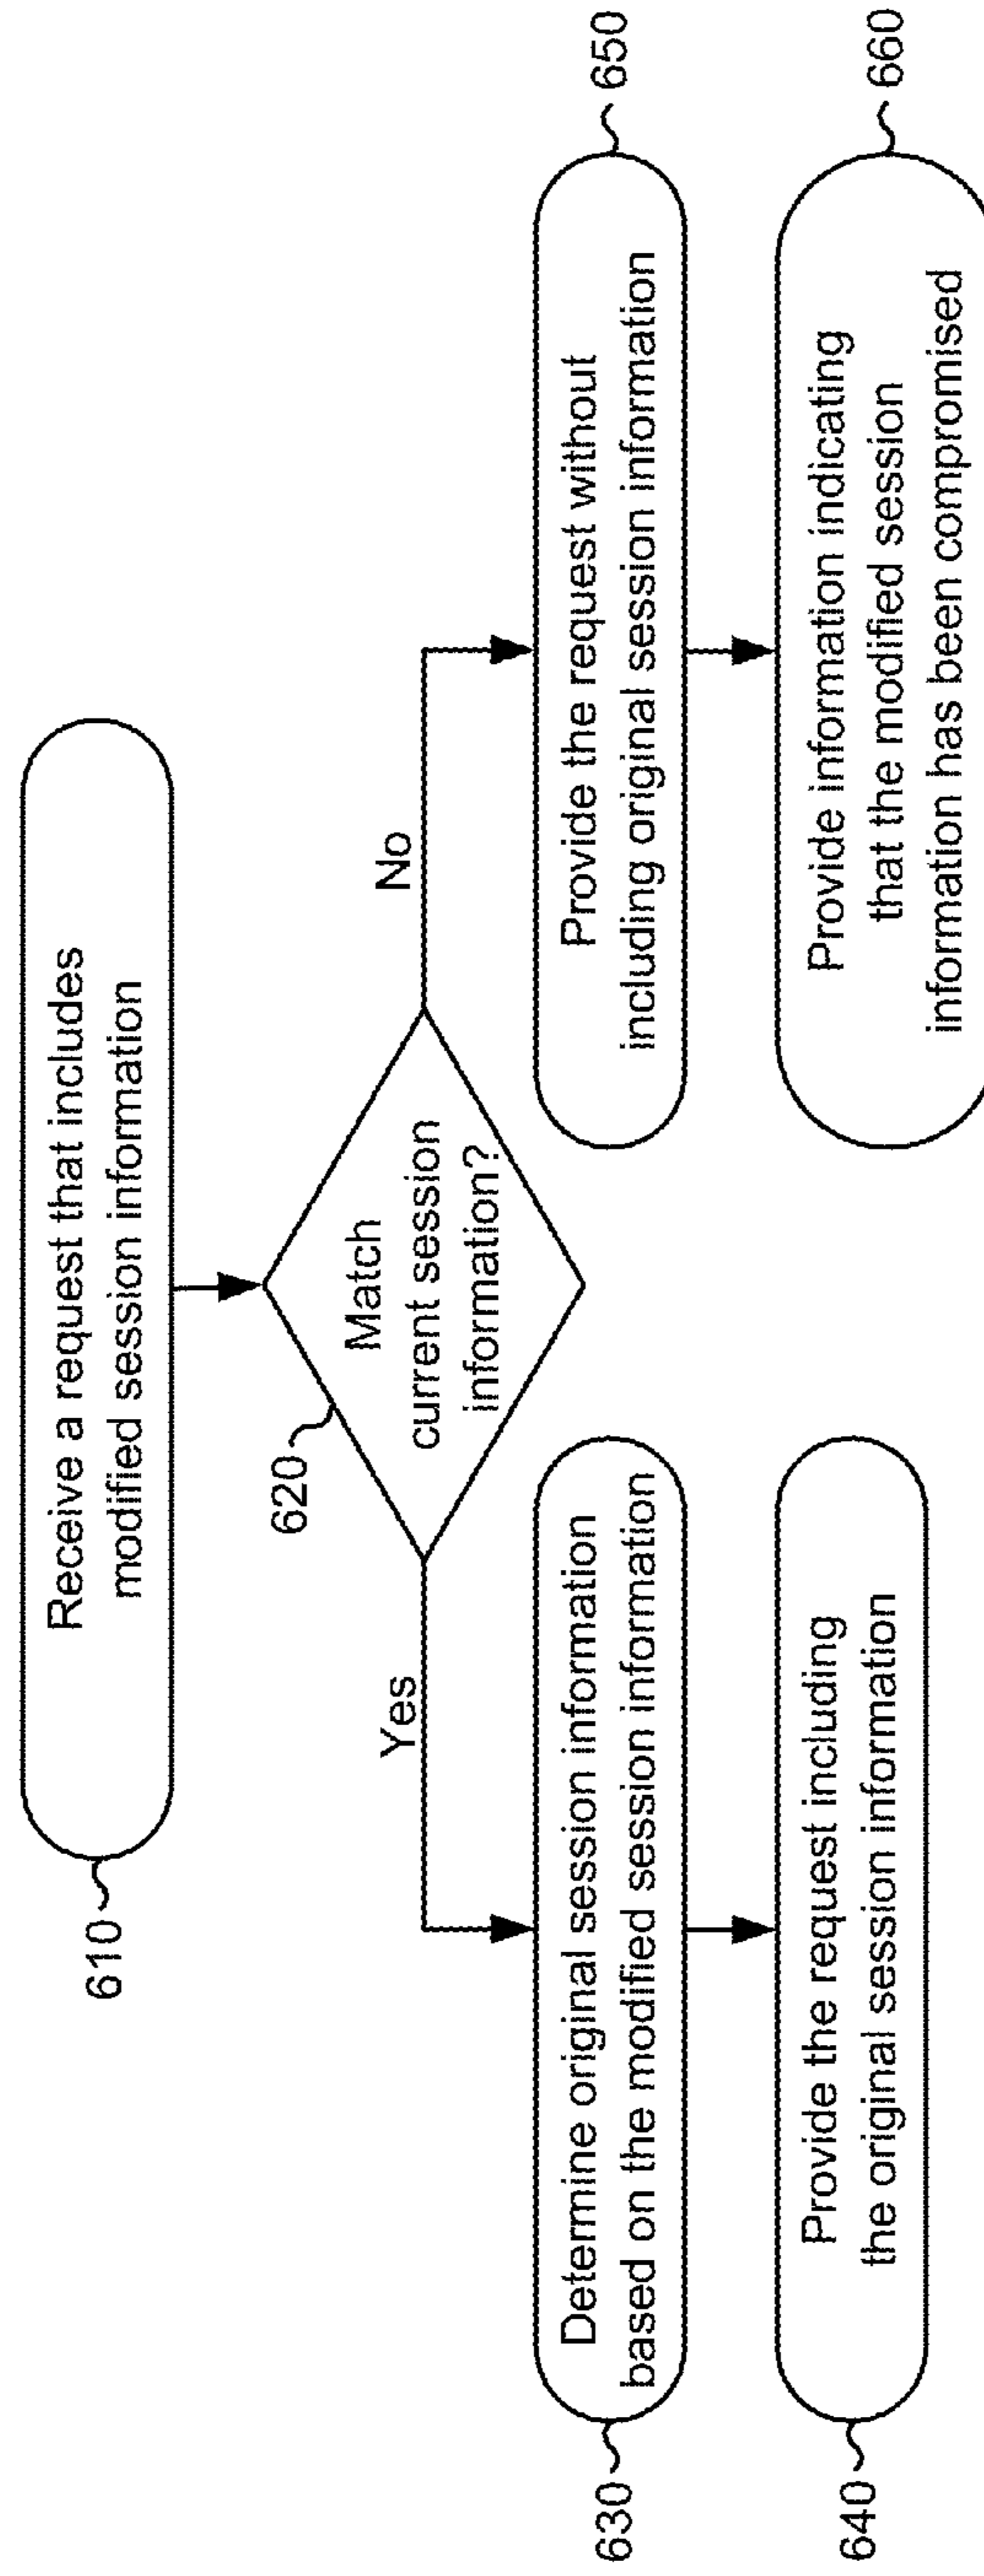 610
Receive a request that includes
modified session information
620
Match
current session
information?
Yes
No
630
Determine original session information
based on the modified session information
640
Provide the request including
the original session information
650
Provide the request without
including original session information
660
Provide information indicating
that the modified session
information has been compromised